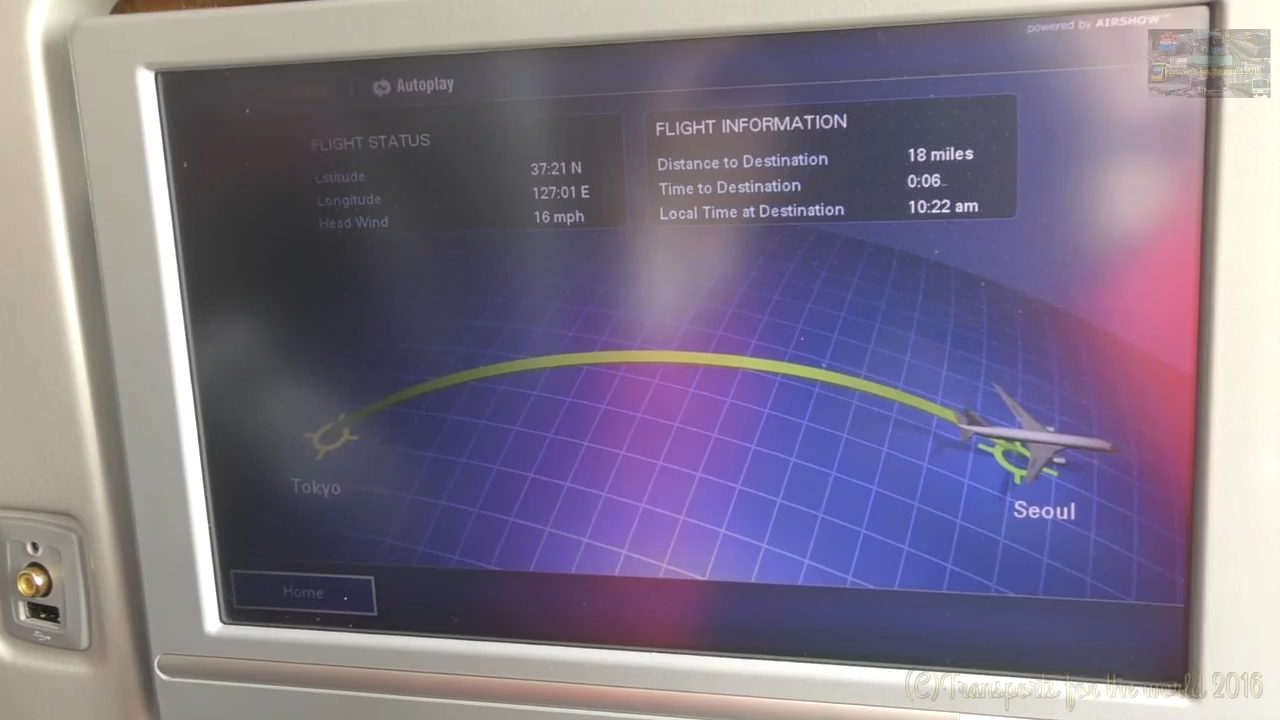 powered by AIRSHOW™
Autoplay
FLIGHT STATUS
Lstitude 37:21 N
Longitude 127:01 E
Head Wind 16 mph
FLIGHT INFORMATION
Distance to Destination 18 miles
Time to Destination 0:06
Local Time at Destination 10:22 am
Tokyo
Seoul
Home
(C)Transports for the world 2016